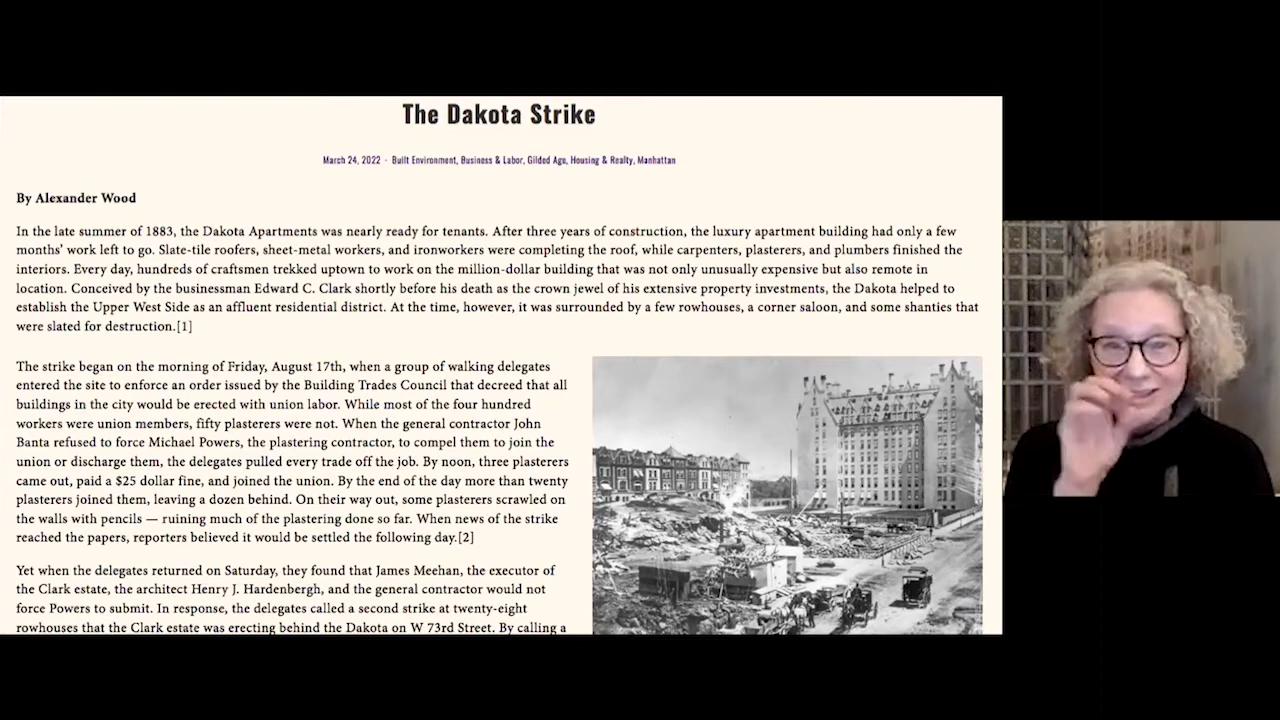 The Dakota Strike
March 24, 2022 · Built Environment, Business & Labor, Gilded Age, Housing & Realty, Manhattan
By Alexander Wood
In the late summer of 1883, the Dakota Apartments was nearly ready for tenants. After three years of construction, the luxury apartment building had only a few
months’ work left to go. Slate-tile roofers, sheet-metal workers, and ironworkers were completing the roof, while carpenters, plasterers, and plumbers finished the
interiors. Every day, hundreds of craftsmen trekked uptown to work on the million-dollar building that was not only unusually expensive but also remote in
location. Conceived by the businessman Edward C. Clark shortly before his death as the crown jewel of his extensive property investments, the Dakota helped to
establish the Upper West Side as an affluent residential district. At the time, however, it was surrounded by a few rowhouses, a corner saloon, and some shanties that
were slated for destruction.[1]
The strike began on the morning of Friday, August 17th, when a group of walking delegates
entered the site to enforce an order issued by the Building Trades Council that decreed that all
buildings in the city would be erected with union labor. While most of the four hundred
workers were union members, fifty plasterers were not. When the general contractor John
Banta refused to force Michael Powers, the plastering contractor, to compel them to join the
union or discharge them, the delegates pulled every trade off the job. By noon, three plasterers
came out, paid a $25 dollar fine, and joined the union. By the end of the day more than twenty
plasterers joined them, leaving a dozen behind. On their way out, some plasterers scrawled on
the walls with pencils — ruining much of the plastering done so far. When news of the strike
reached the papers, reporters believed it would be settled the following day.[2]
Yet when the delegates returned on Saturday, they found that James Meehan, the executor of
the Clark estate, the architect Henry J. Hardenbergh, and the general contractor would not
force Powers to submit. In response, the delegates called a second strike at twenty-eight
rowhouses that the Clark estate was erecting behind the Dakota on W 73rd Street. By calling a